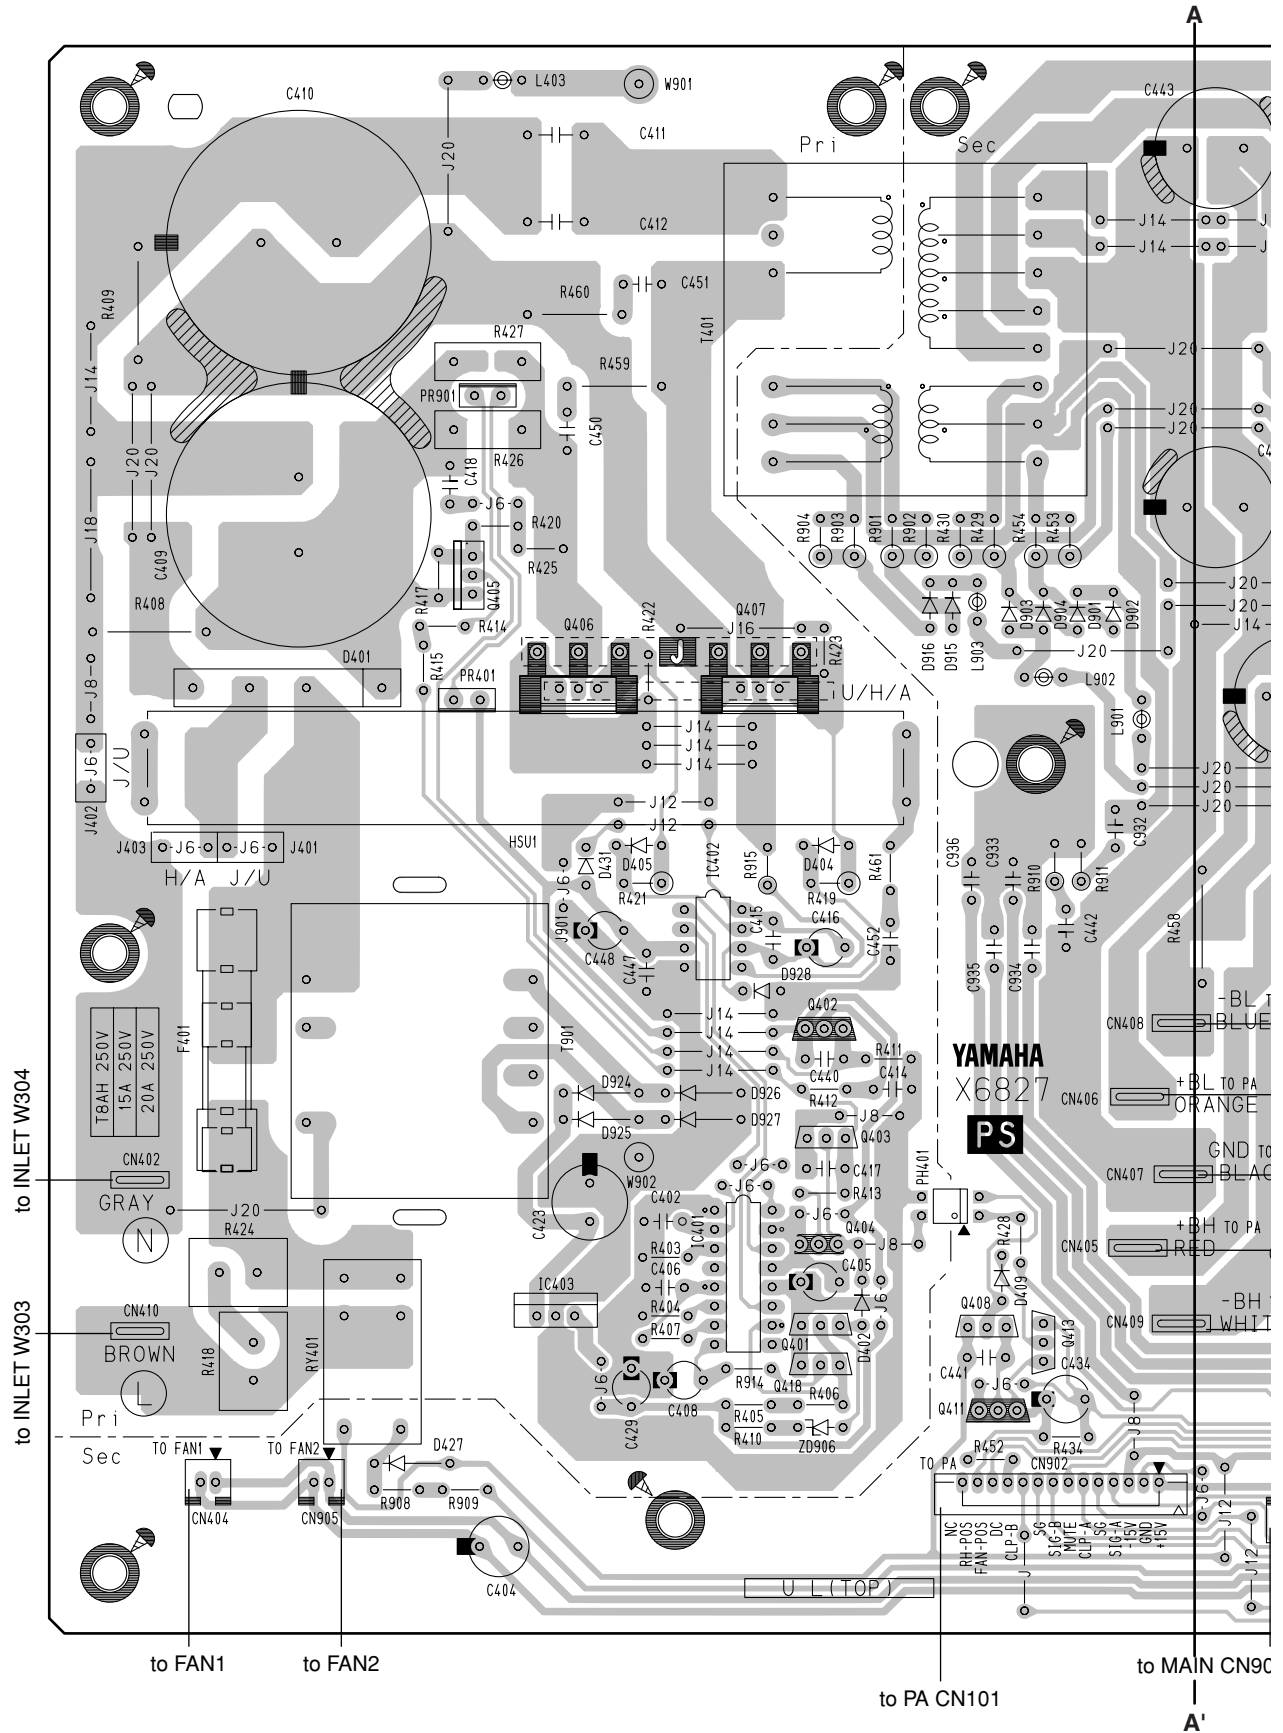 A
L403
W901
C410
C443
C411
J20
Pri
Sec
C412
J14
J14
C451
R460
R409
T401
R427
J20
R459
J14
PR901
C450
J20
J20
R426
C418
J20
J20
J6
J18
R420
R904
R903
R901
R902
R430
R429
R454
R453
C409
R425
R417
Q405
J20
R408
R414
Q406
R422
Q407
J16
R423
D903
D904
D901
D902
J20
J14
R415
D916
D915
L903
J20
J
D401
J8
PR401
U/H/A
L902
L901
J14
J14
J14
J6
J/U
J20
J20
J20
J402
J12
J12
C932
J403
J6
J6
J401
HSU1
D431
D405
IC402
R915
D404
R461
C936
C933
R910
R911
H/A
J/U
J6
R421
R419
C415
C416
C442
R458
J901
C448
C447
C452
C935
C934
D928
T8AH 250V
15A 250V
20A 250V
F401
T901
Q402
J14
J14
J14
J14
-BL
CN408
BLUE
R411
YAMAHA
X6827
PS
C440
C414
D924
D926
R412
+BL TO PA
CN406
ORANGE
J8
D925
D927
Q403
to INLET W304
CN402
W902
J6
C417
GND TO
CN407
GRAY
J6
R413
PH401
N
J20
C423
C402
IC401
J6
Q404
R424
R403
J8
R428
+BH TO PA
CN405
RED
C406
C405
IC403
D409
J6
R404
Q408
-BH
CN409
CN410
R407
Q401
D402
Q413
to INLET W303
BROWN
R418
RY401
R914
C441
C434
L
J6
Q418
R406
J6
Pri
C429
C408
R405
Q411
J8
Sec
TO FAN1
TO FAN2
D427
R410
ZD906
R434
R452
TO PA
CN902
CN404
CN905
R908
R909
J6
J12
NC
RH-POS
FAN-POS
DC
CLP-B
SG
SIG-B
MUTE
CLP-A
SG
SIG-A
-15V
GND
+15V
J12
J
C404
U L(TOP)
to FAN1
to FAN2
to PA CN101
to MAIN
A'